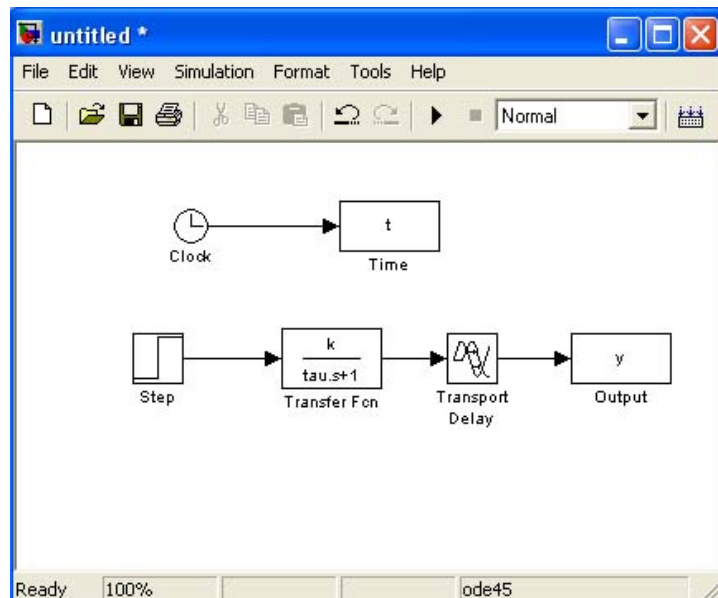 untitled *
File Edit View Simulation Format Tools Help
Normal
t
Clock
Time
k
tau.s+1
y
Step
Transfer Fcn
Transport
Delay
Output
Ready 100% ode45